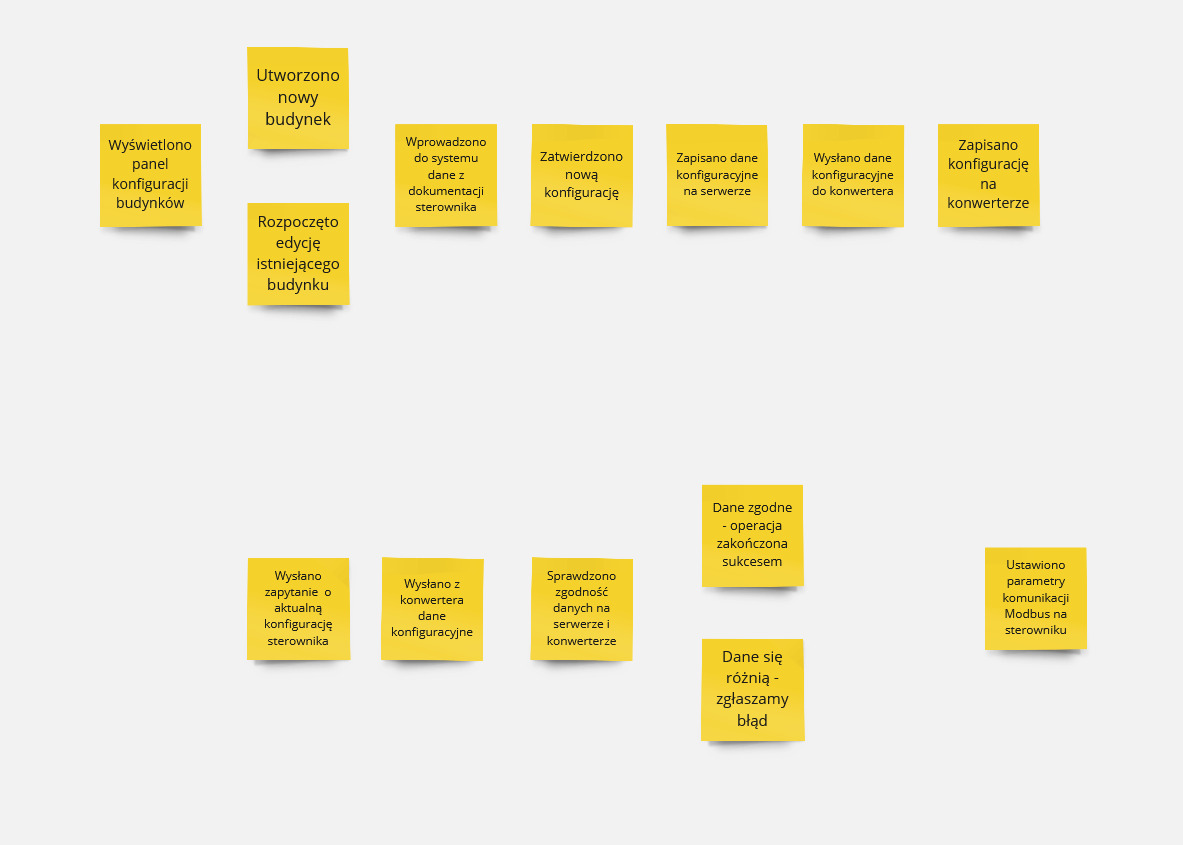 Utworzono
nowy
budynek
Wyświetlono
panel
konfiguracji
budynków
Rozpoczęto
edycję
istniejącego
budynku
Wprowadzono
do systemu
dane z
dokumentacji
sterownika
Zatwierdzono
nową
konfigurację
Zapisano dane
konfiguracyjne
na serwerze
Wysłano dane
konfiguracyjne
do konwertera
Zapisano
konfigurację
na
konwerterze
Wysłano
zapytanie o
aktualną
konfigurację
sterownika
Wysłano z
konwertera
dane
konfiguracyjne
Sprawdzono
zgodność
danych na
serwerze i
konwerterze
Dane zgodne
- operacja
zakończona
sukcesem
Dane się
różnią -
zgłaszamy
błąd
Ustawiono
parametry
komunikacji
Modbus na
sterowniku